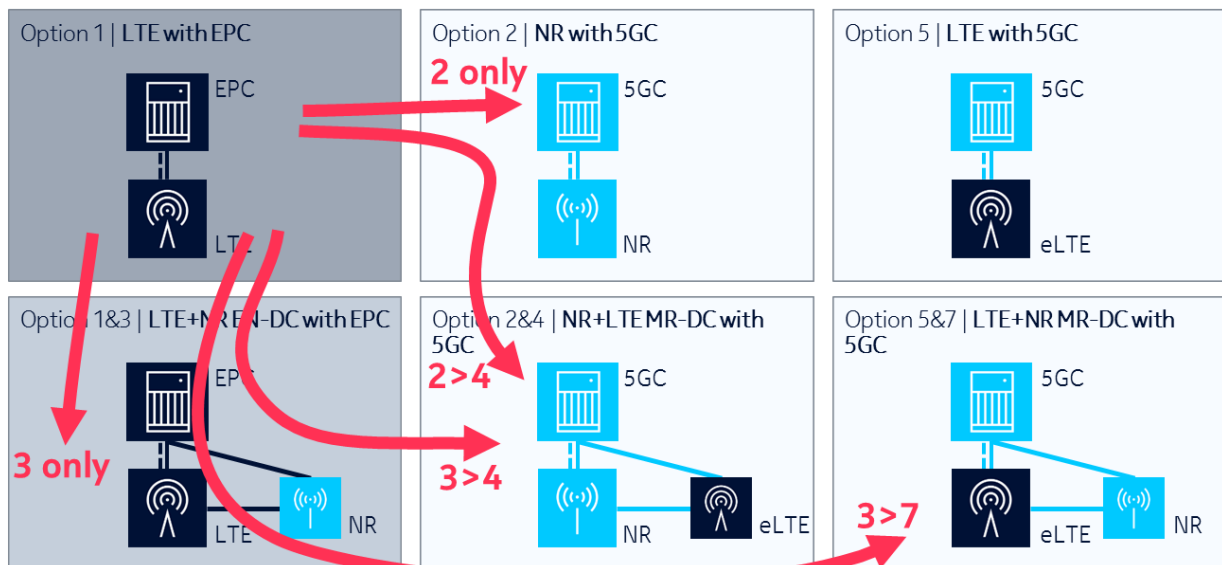 Option 1 | LTE with EPC
EPC
LTE
Option 2 | NR with 5GC
2 only
5GC
NR
Option 5 | LTE with 5GC
5GC
eLTE
Option 1&3 | LTE+NR EN-DC with EPC
EPC
3 only
LTE
NR
Option 2&4 | NR+LTE MR-DC with
5GC
2>4
5GC
3>4
NR
eLTE
Option 5&7 | LTE+NR MR-DC with
5GC
5GC
3>7
eLTE
NR